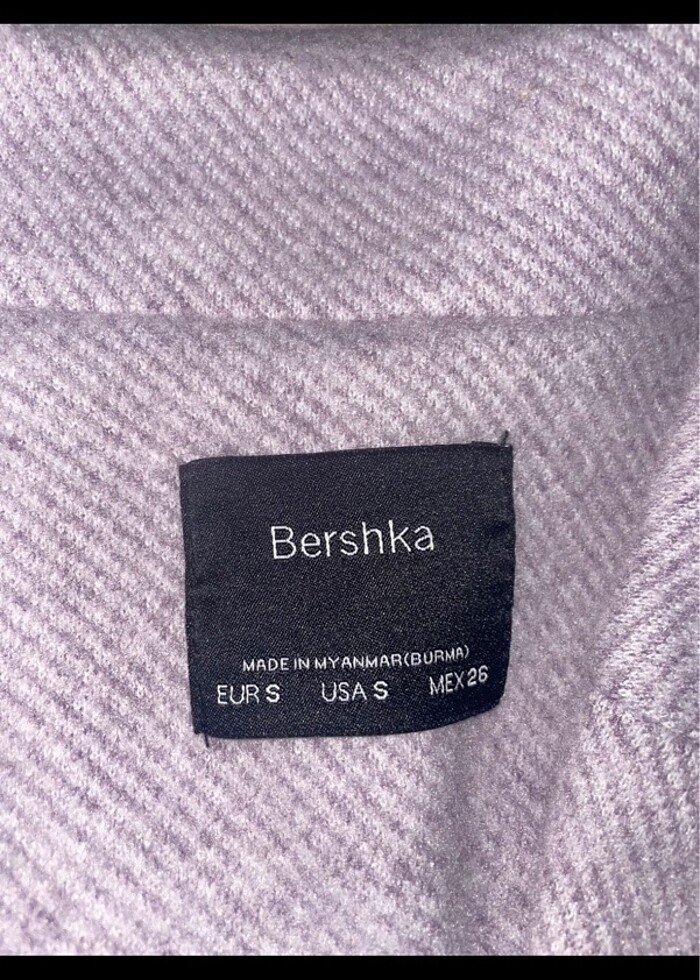 Bershka
MADE IN MYANMAR(BURMA)
EUR S USA S MEX 26